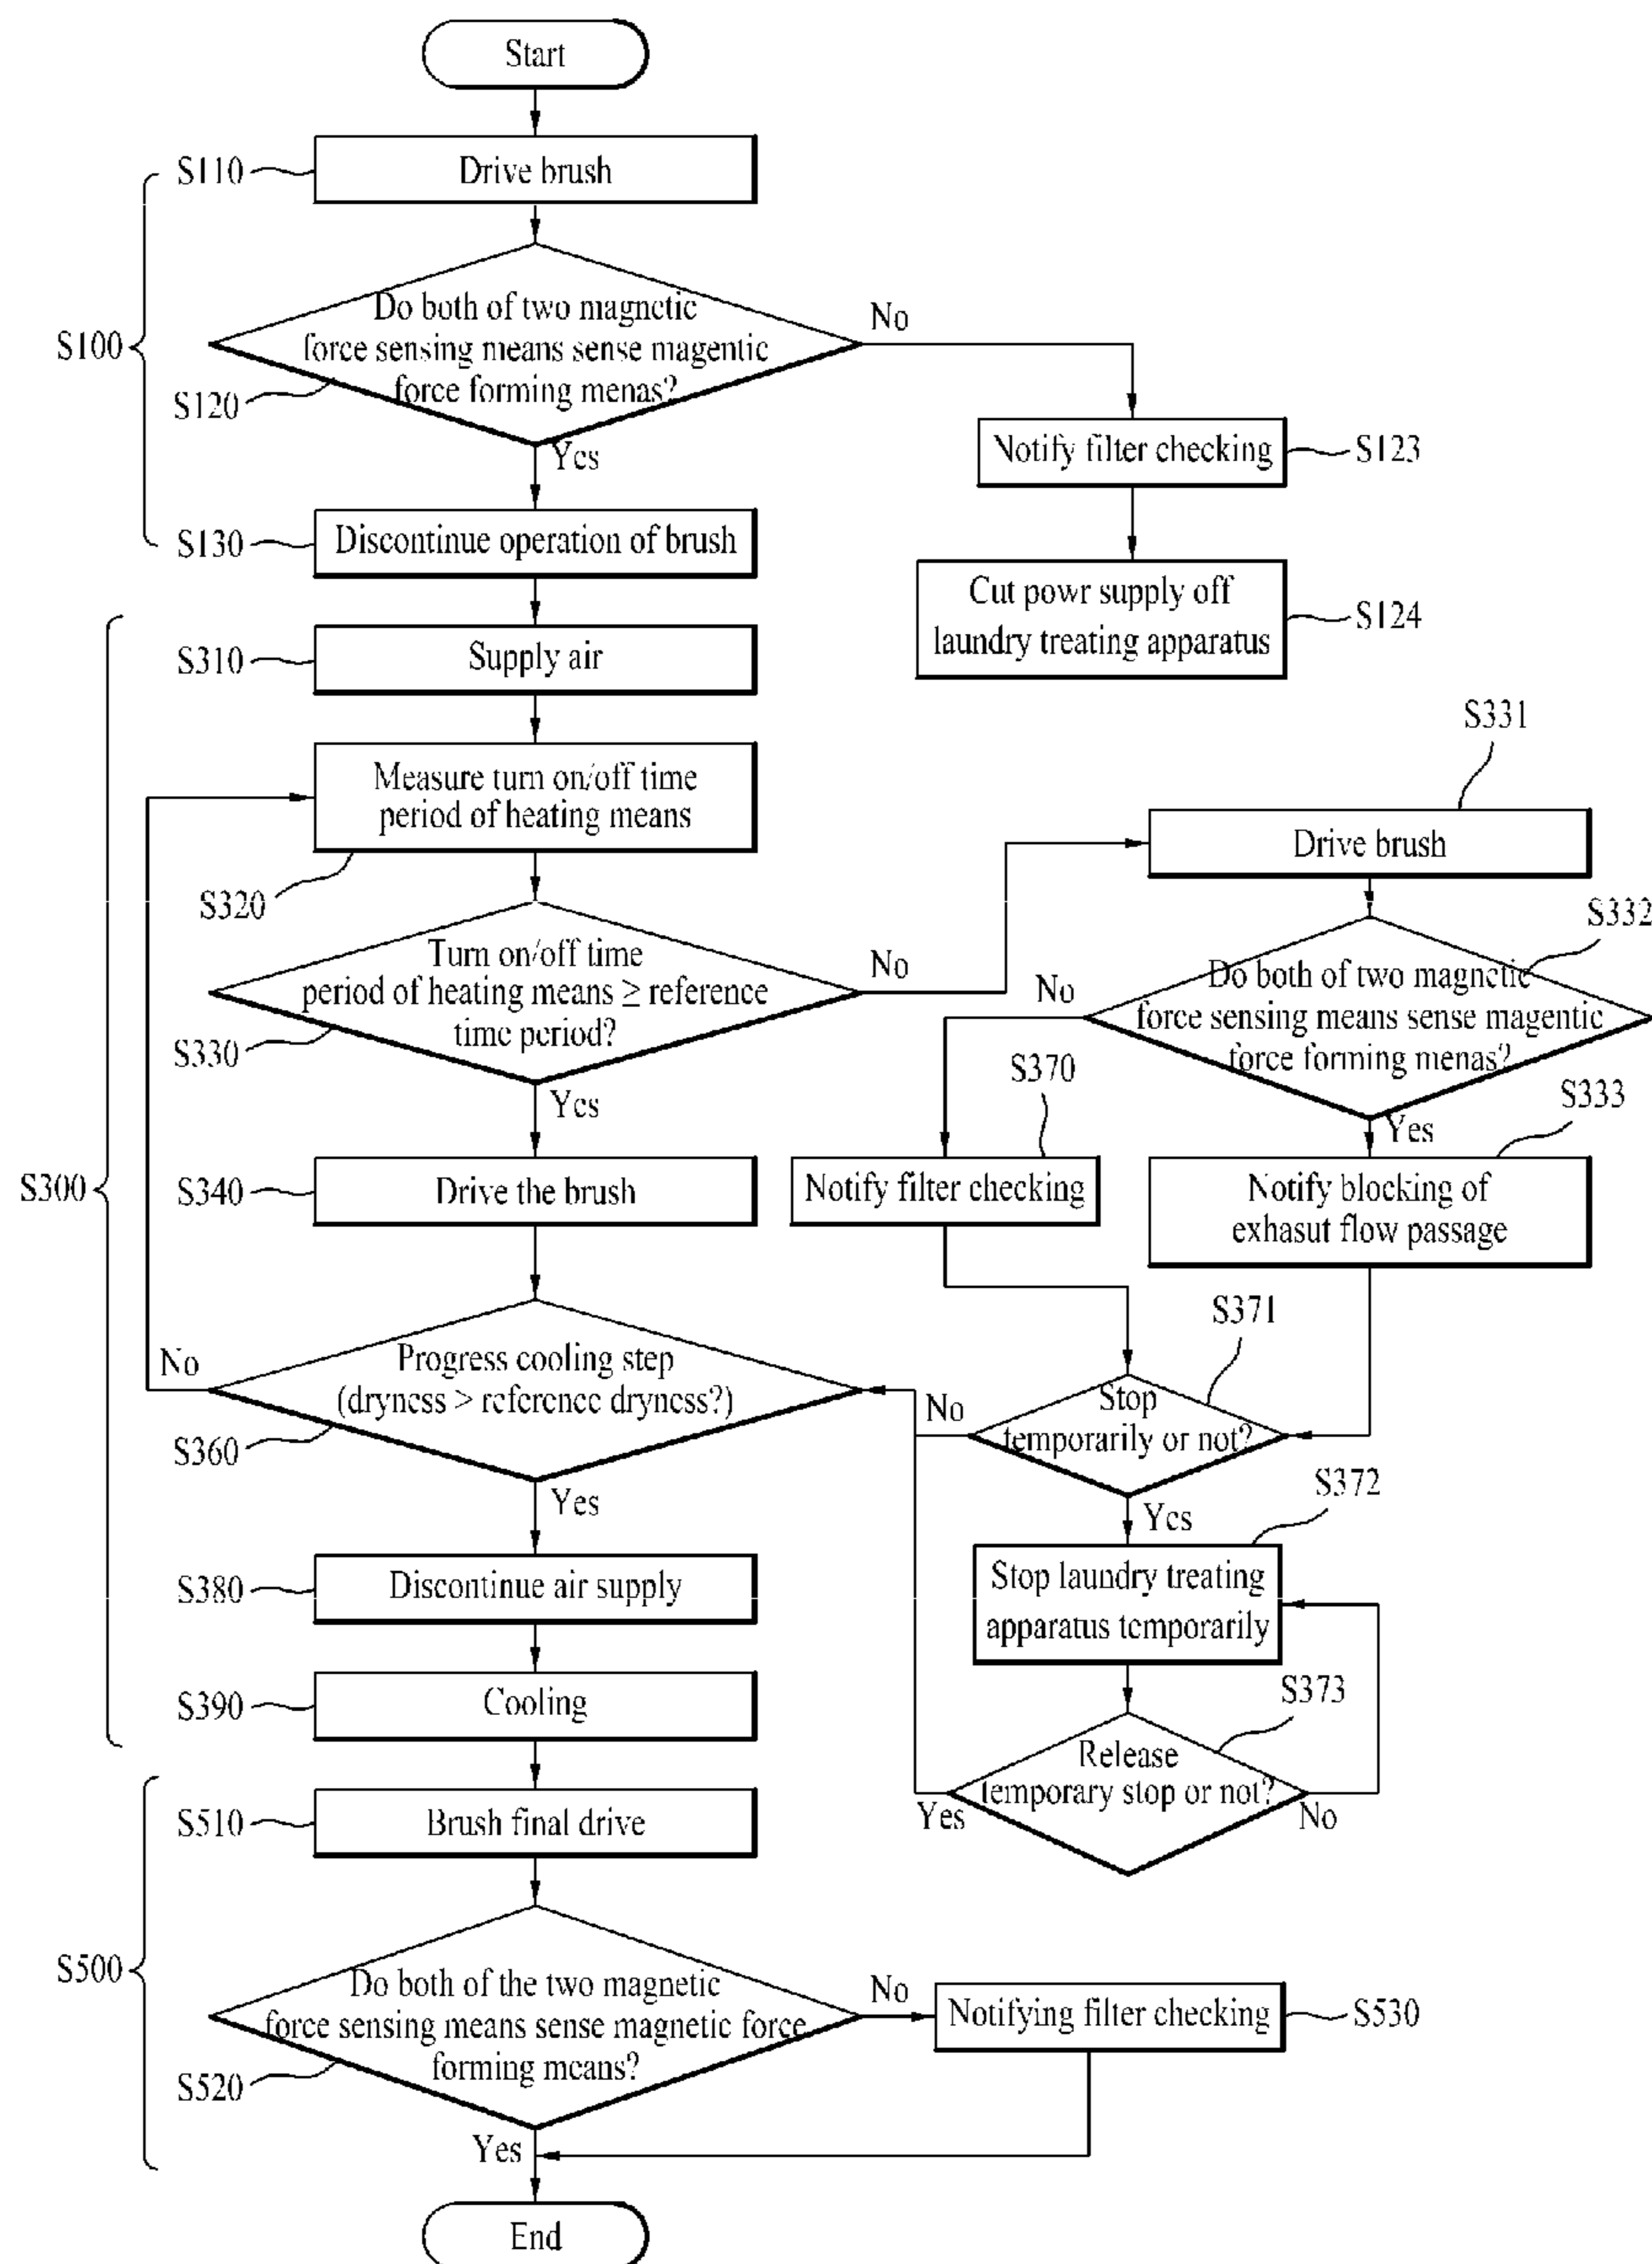 Start
S110
Drive brush
S100
Do both of two magnetic
force sensing means sense magentic
force forming menas?
S120
No
Yes
Notify filter checking
S123
S130
Discontinue operation of brush
Cut powr supply off
laundry treating apparatus
S124
S310
Supply air
S331
Measure turn on/off time
period of heating means
S320
Drive brush
S332
Turn on/off time
period of heating means ≥ reference
time period?
S330
No
Do both of two magnetic
force sensing means sense magentic
force forming menas?
No
S370
S333
Yes
Yes
S300
S340
Drive the brush
Notify filter checking
Notify blocking of
exhasut flow passage
S371
No
Progress cooling step
(dryness > reference dryness?)
S360
No
Stop
temporarily or not?
S372
Yes
Yes
S380
Discontinue air supply
Stop laundry treating
apparatus temporarily
S390
Cooling
S373
Release
temporary stop or not?
Yes
No
S510
Brush final drive
S500
Do both of the two magnetic
force sensing means sense magnetic force
forming means?
S520
No
Notifying filter checking
S530
Yes
End